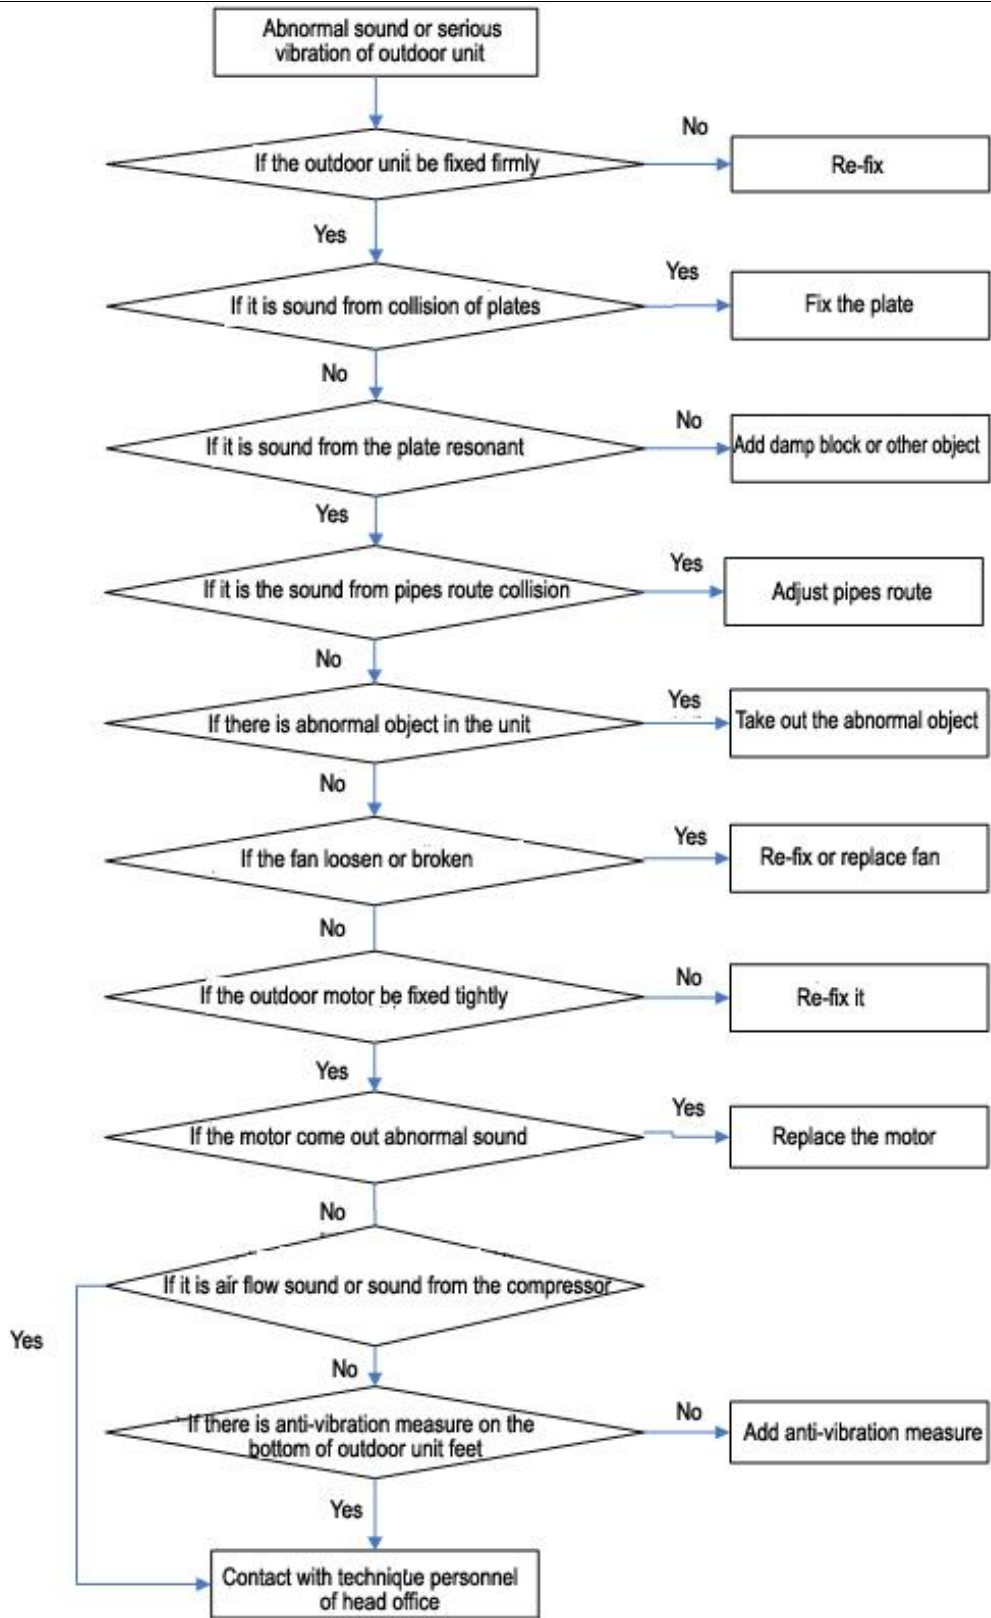 Abnormal sound or serious
vibration of outdoor unit
No
If the outdoor unit be fixed firmly
Re-fix
Yes
Yes
If it is sound from collision of plates
Fix the plate
No
No
If it is sound from the plate resonant
Add damp block or other object
Yes
Yes
If it is the sound from pipes route collision
Adjust pipes route
No
Yes
If there is abnormal object in the unit
Take out the abnormal object
No
Yes
If the fan loosen or broken
Re-fix or replace fan
No
No
If the outdoor motor be fixed tightly
Re-fix it
Yes
Yes
If the motor come out abnormal sound
Replace the motor
No
If it is air flow sound or sound from the compressor
Yes
No
No
If there is anti-vibration measure on the
bottom of outdoor unit feet
Add anti-vibration measure
Yes
Contact with technique personnel
of head office